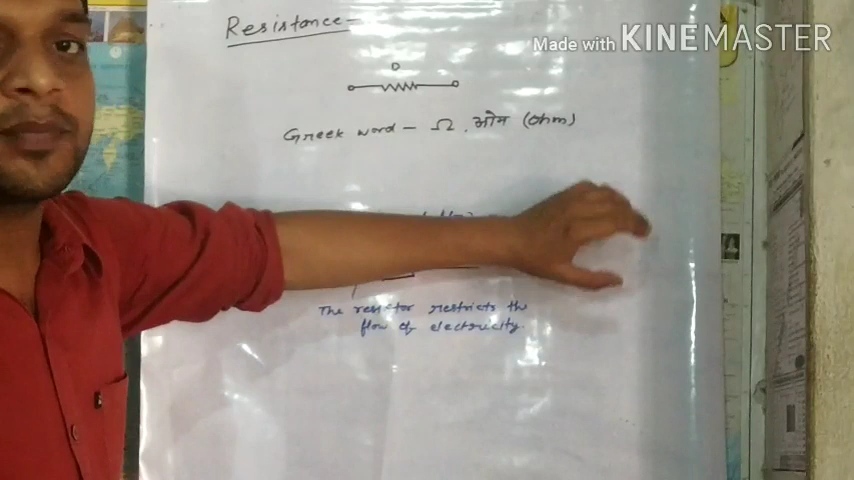 Resistance-
Made with KINEMASTER
Greek word - Ω. ओम (ohm)
The resistor restricts the
flow of electricity.